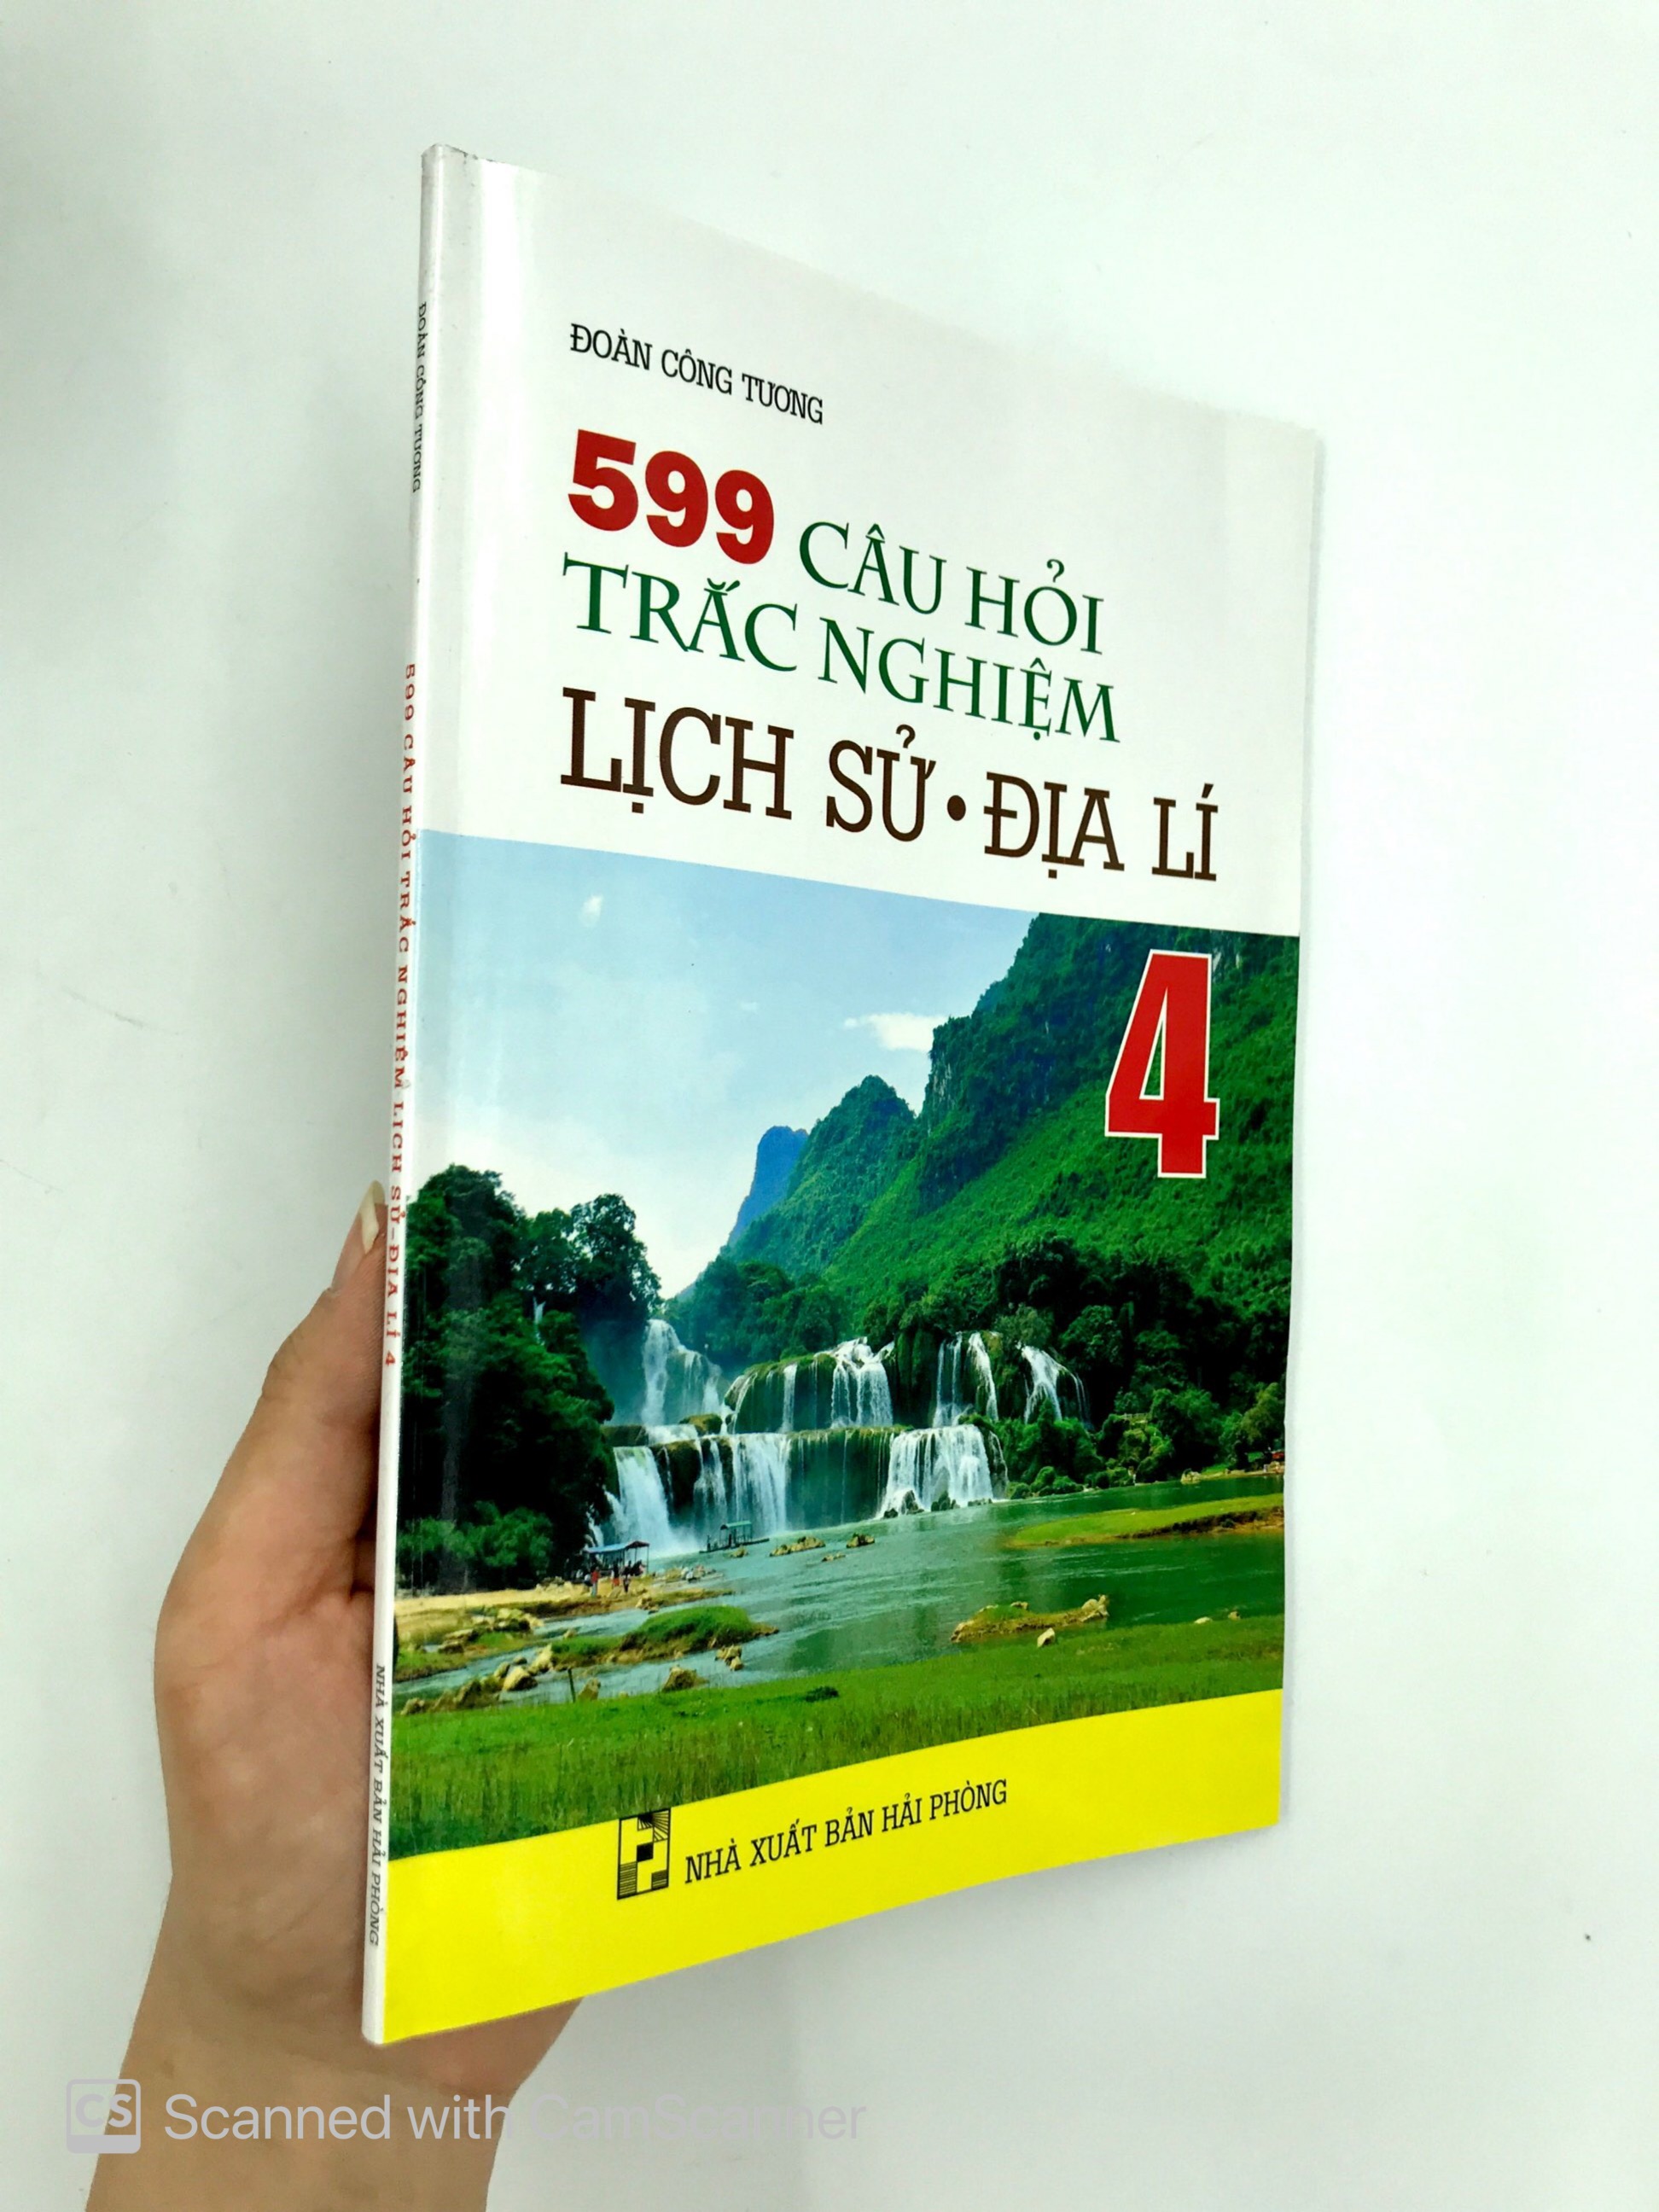 ĐOÀN CÔNG TƯƠNG
599 CÂU HỎI
TRẮC NGHIỆM
LỊCH SỬ • ĐỊA LÍ
4
NHÀ XUẤT BẢN HẢI PHÒNG
ĐOÀN CÔNG TƯƠNG
599 CÂU HỎI TRẮC NGHIỆM LỊCH SỬ - ĐỊA LÍ 4
NHÀ XUẤT BẢN HẢI PHÒNG
CS Scanned with CamScanner